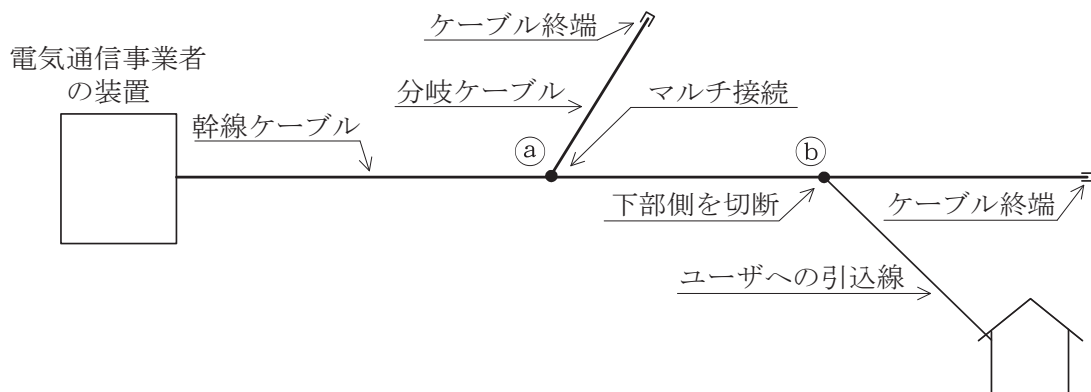 ケーブル終端
電気通信事業者
の装置
分岐ケーブル
マルチ接続
幹線ケーブル
ⓐ
ⓑ
下部側を切断
ケーブル終端
ユーザへの引込線